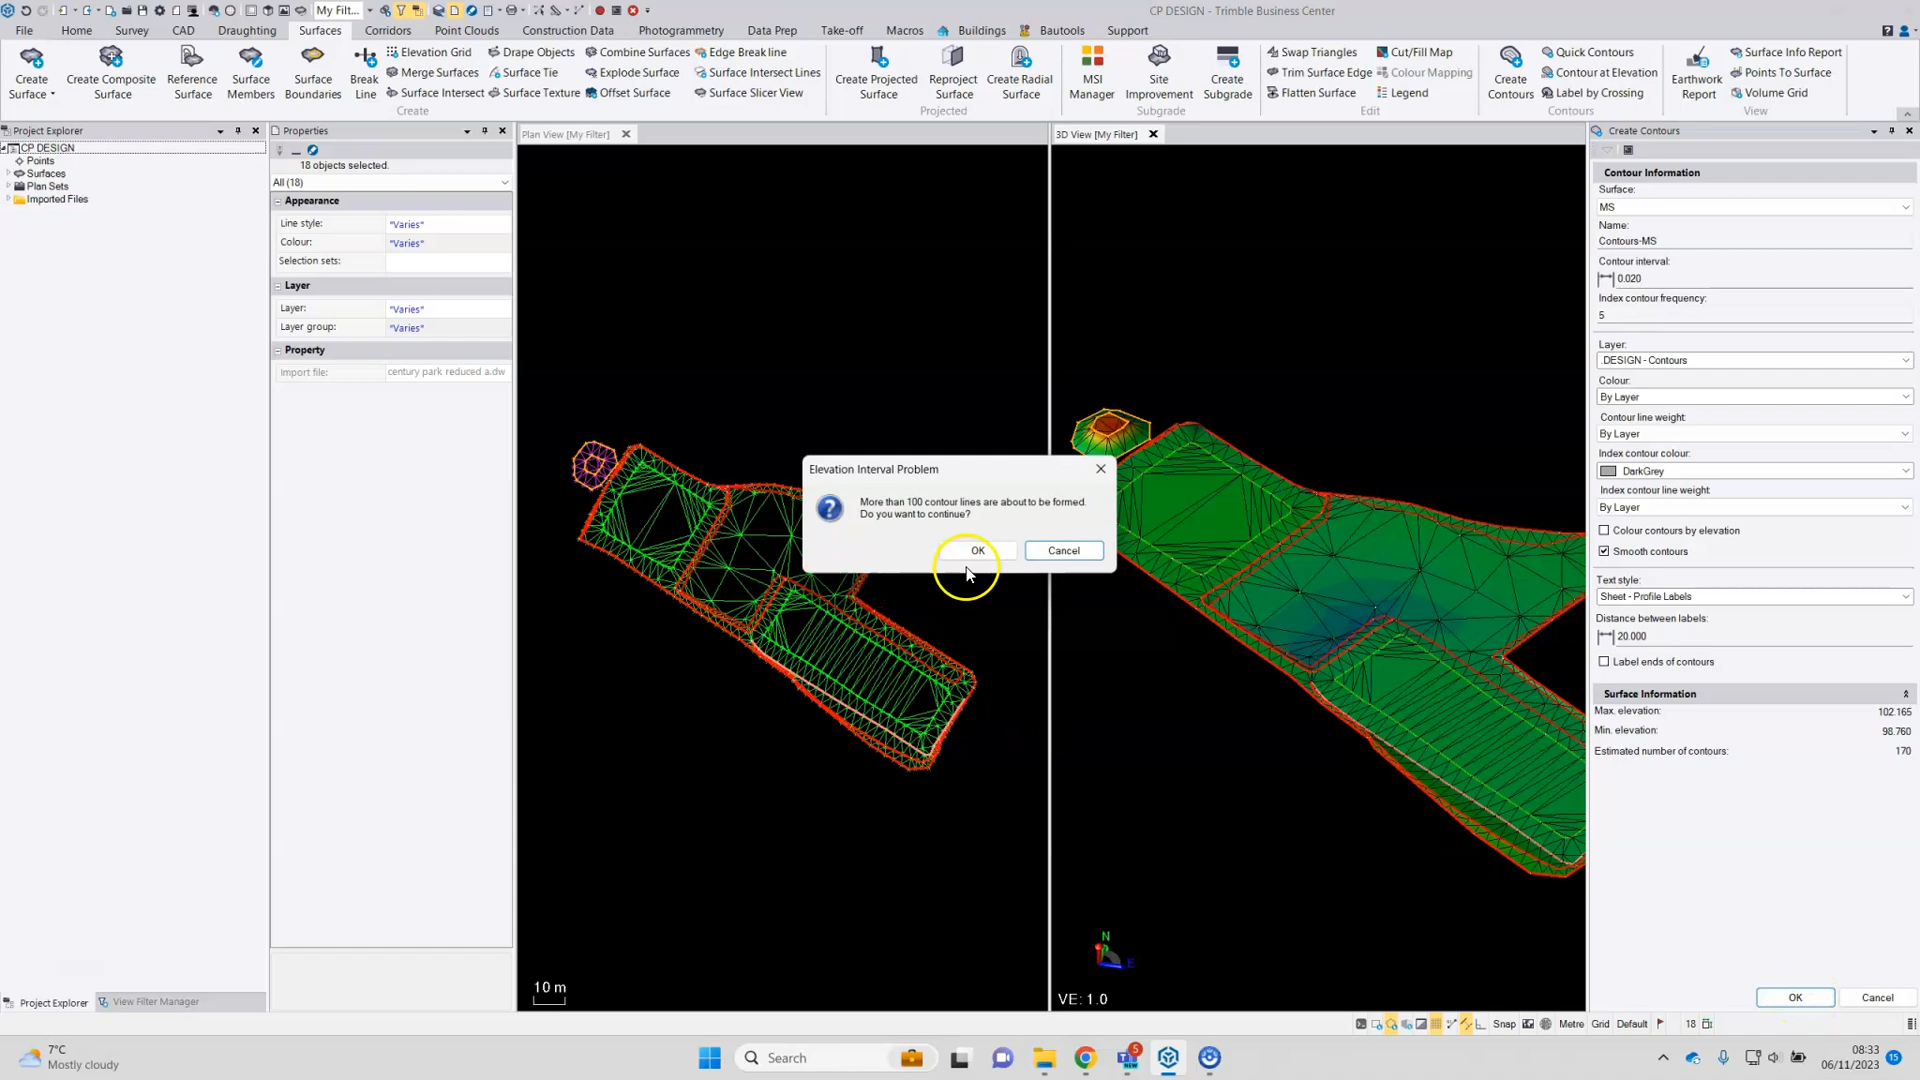 My Filt...
CP DESIGN - Trimble Business Center
File Home Survey CAD Draughting Surfaces Corridors Point Clouds Construction Data Photogrammetry Data Prep Take-off Macros Buildings Bautools Support
Create Surface
Create Composite Surface
Reference Surface
Surface Members
Surface Boundaries
Break Line
Elevation Grid
Merge Surfaces
Surface Intersect
Drape Objects
Surface Tie
Surface Texture
Combine Surfaces
Explode Surface
Offset Surface
Edge Break line
Surface Intersect Lines
Surface Slicer View
Create
Create Projected Surface
Reproject Surface
Create Radial Surface
Projected
MSI Manager
Site Improvement
Create Subgrade
Subgrade
Swap Triangles
Trim Surface Edge
Flatten Surface
Cut/Fill Map
Colour Mapping
Legend
Edit
Create Contours
Quick Contours
Contour at Elevation
Label by Crossing
Contours
Earthwork Report
Surface Info Report
Points To Surface
Volume Grid
View
Project Explorer
CP DESIGN
Points
Surfaces
Plan Sets
Imported Files
Project Explorer
View Filter Manager
Properties
18 objects selected.
All (18)
Appearance
Line style: "Varies"
Colour: "Varies"
Selection sets:
Layer
Layer: "Varies"
Layer group: "Varies"
Property
Import file: century park reduced a.dw
Plan View [My Filter]
10 m
3D View [My Filter]
N
E
VE: 1.0
Elevation Interval Problem
More than 100 contour lines are about to be formed.
Do you want to continue?
OK
Cancel
Create Contours
Contour Information
Surface:
MS
Name:
Contours-MS
Contour interval:
0.020
Index contour frequency:
5
Layer:
.DESIGN - Contours
Colour:
By Layer
Contour line weight:
By Layer
Index contour colour:
DarkGrey
Index contour line weight:
By Layer
Colour contours by elevation
Smooth contours
Text style:
Sheet - Profile Labels
Distance between labels:
20.000
Label ends of contours
Surface Information
Max. elevation: 102.165
Min. elevation: 98.760
Estimated number of contours: 170
OK
Cancel
Snap Metre Grid Default 18
7°C
Mostly cloudy
Search
5
NEW
08:33
06/11/2023
15